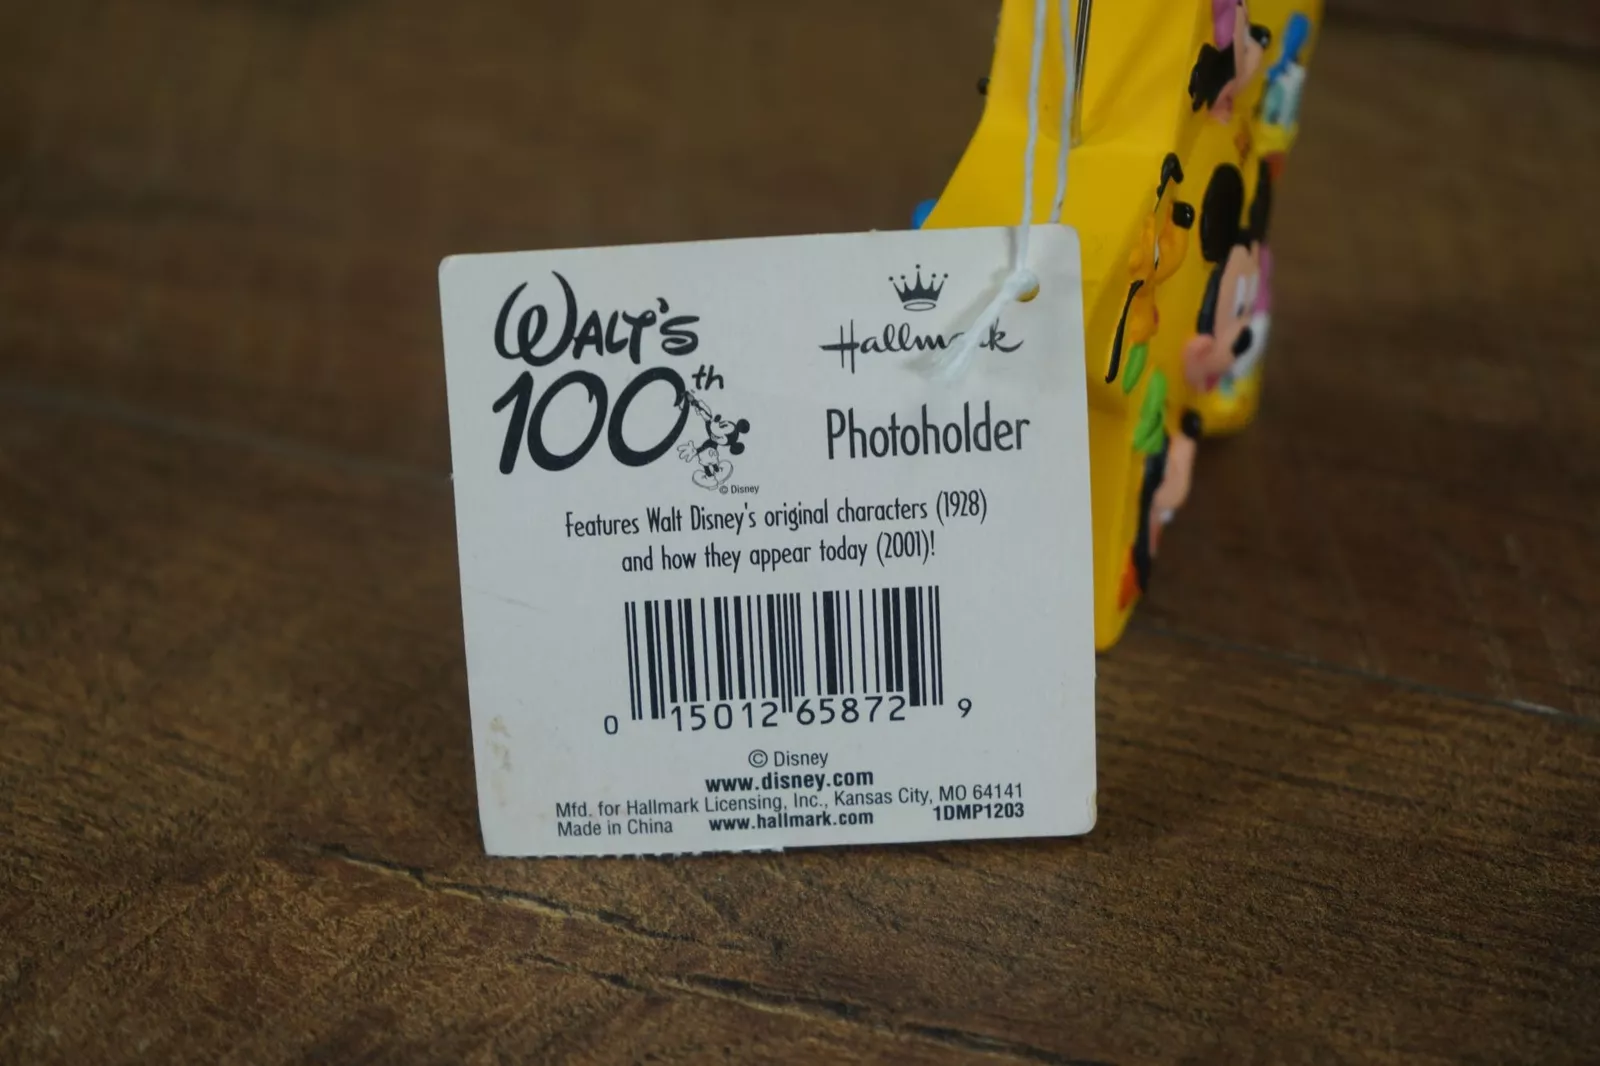 WALT'S
100th
© Disney
Hallmark
Photoholder
Features Walt Disney's original characters (1928)
and how they appear today (2001)!
0 15012 65872 9
© Disney
www.disney.com
Mfd. for Hallmark Licensing, Inc., Kansas City, MO 64141
Made in China www.hallmark.com 1DMP1203